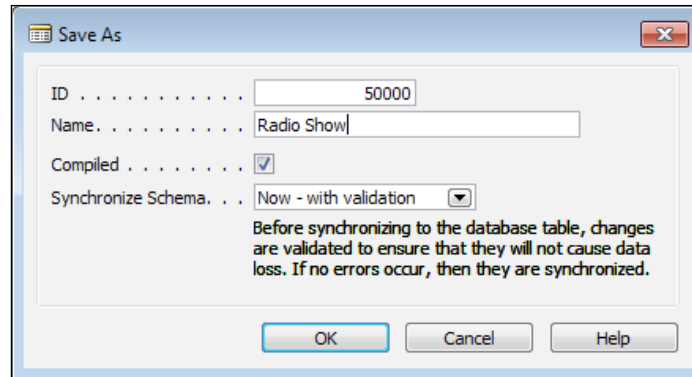 Save As
ID . . . . . . . . . . . 50000
Name. . . . . . . . . . Radio Show
Compiled . . . . . . . .
Synchronize Schema. . . Now - with validation
Before synchronizing to the database table, changes
are validated to ensure that they will not cause data
loss. If no errors occur, then they are synchronized.
OK Cancel Help